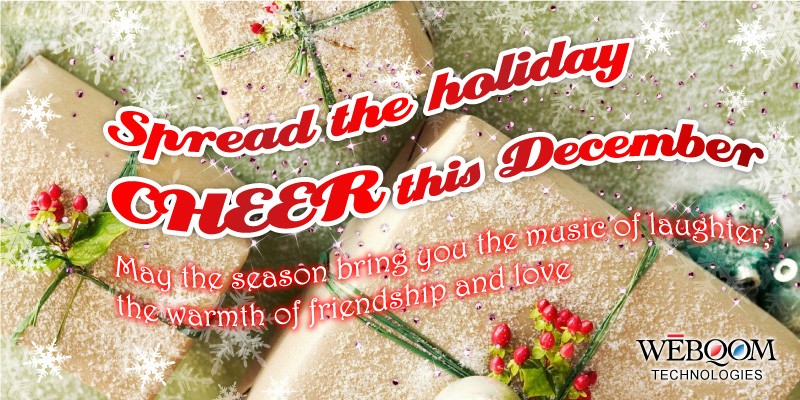 Spread the holiday
CHEER this December
May the season bring you the music of laughter,
the warmth of friendship and love
WEBQOM
TECHNOLOGIES